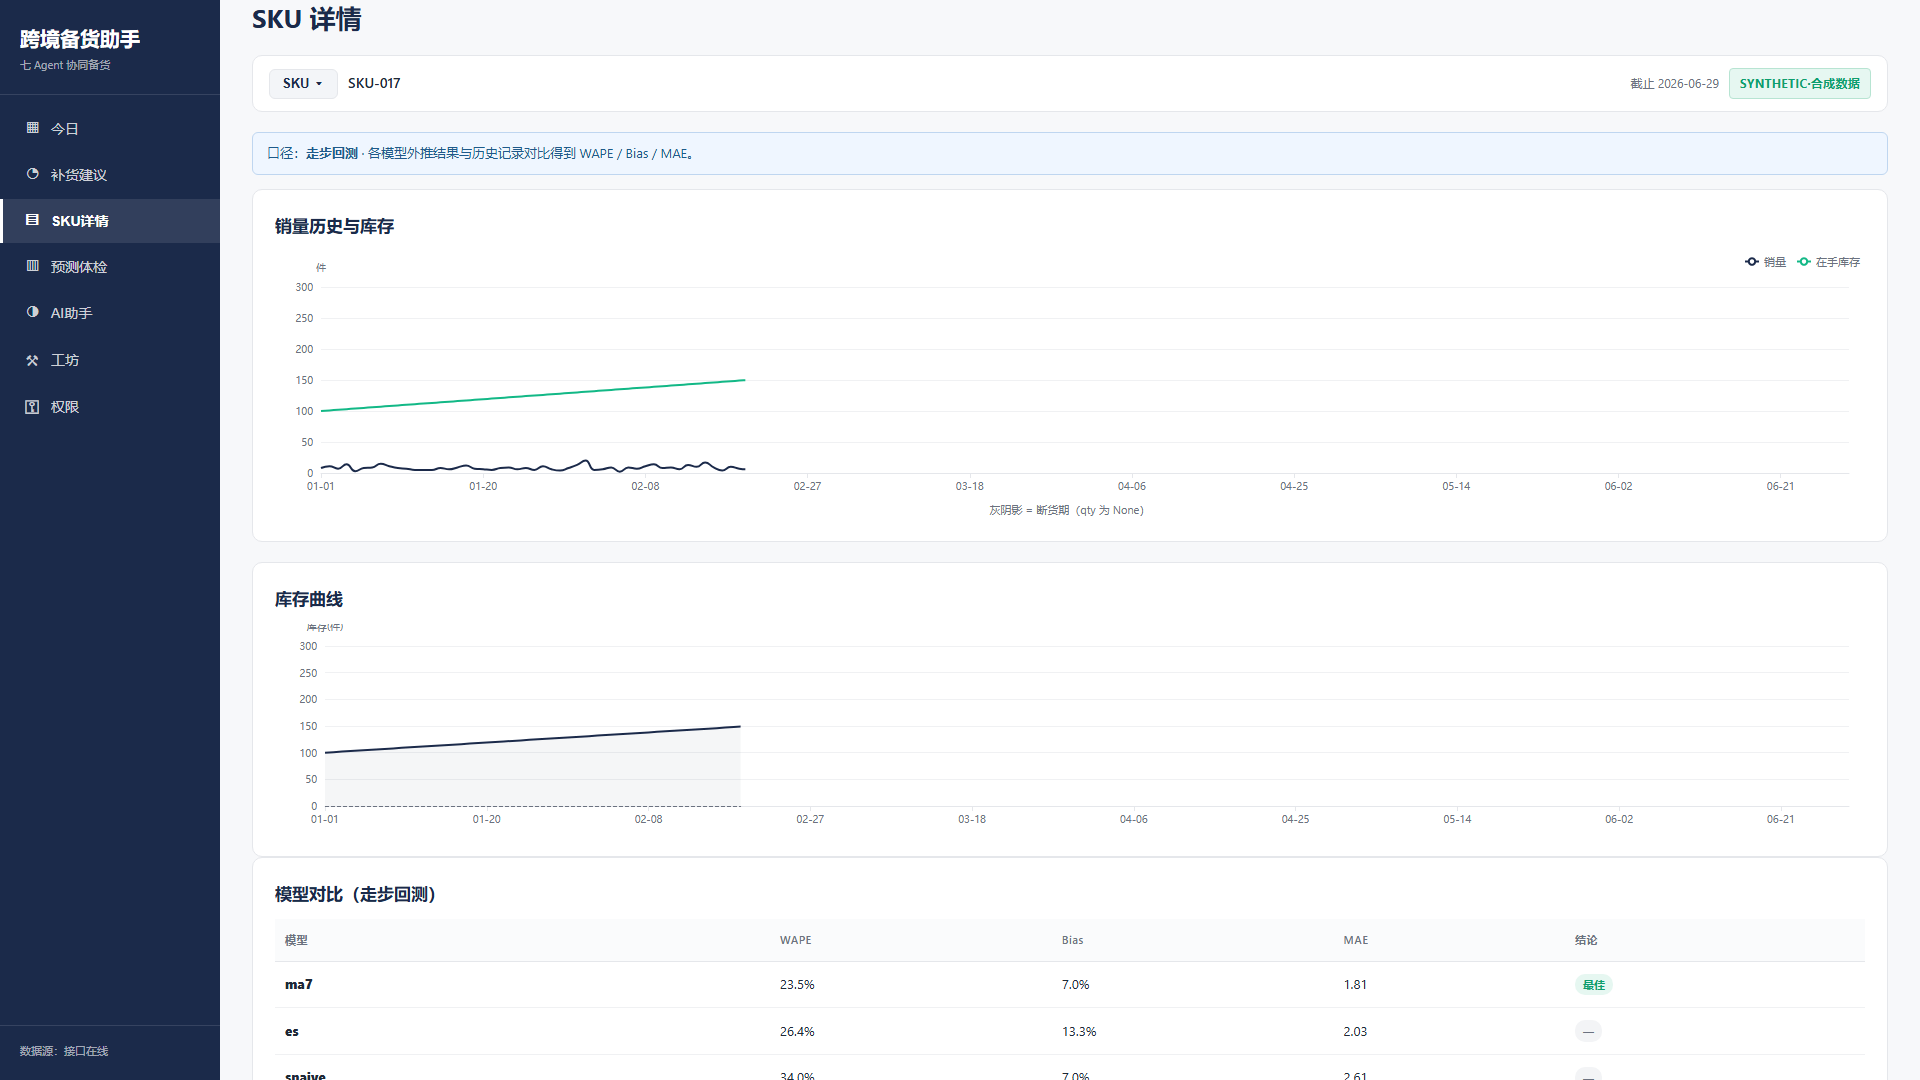 跨境备货助手
七 Agent 协同备货
今日
补货建议
SKU详情
预测体检
AI助手
工坊
权限
数据源：接口在线
SKU 详情
SKU
SKU-017
截止 2026-06-29
SYNTHETIC·合成数据
口径：走步回测 · 各模型外推结果与历史记录对比得到 WAPE / Bias / MAE。
销量历史与库存
件
销量 在手库存
300
250
200
150
100
50
0
01-01 01-20 02-08 02-27 03-18 04-06 04-25 05-14 06-02 06-21
灰阴影 = 断货期（qty 为 None）
库存曲线
库存(件)
300
250
200
150
100
50
0
01-01 01-20 02-08 02-27 03-18 04-06 04-25 05-14 06-02 06-21
模型对比（走步回测）
模型 WAPE Bias MAE 结论
ma7 23.5% 7.0% 1.81 最佳
es 26.4% 13.3% 2.03 —
snaive 34.0% 7.0% 2.61 —